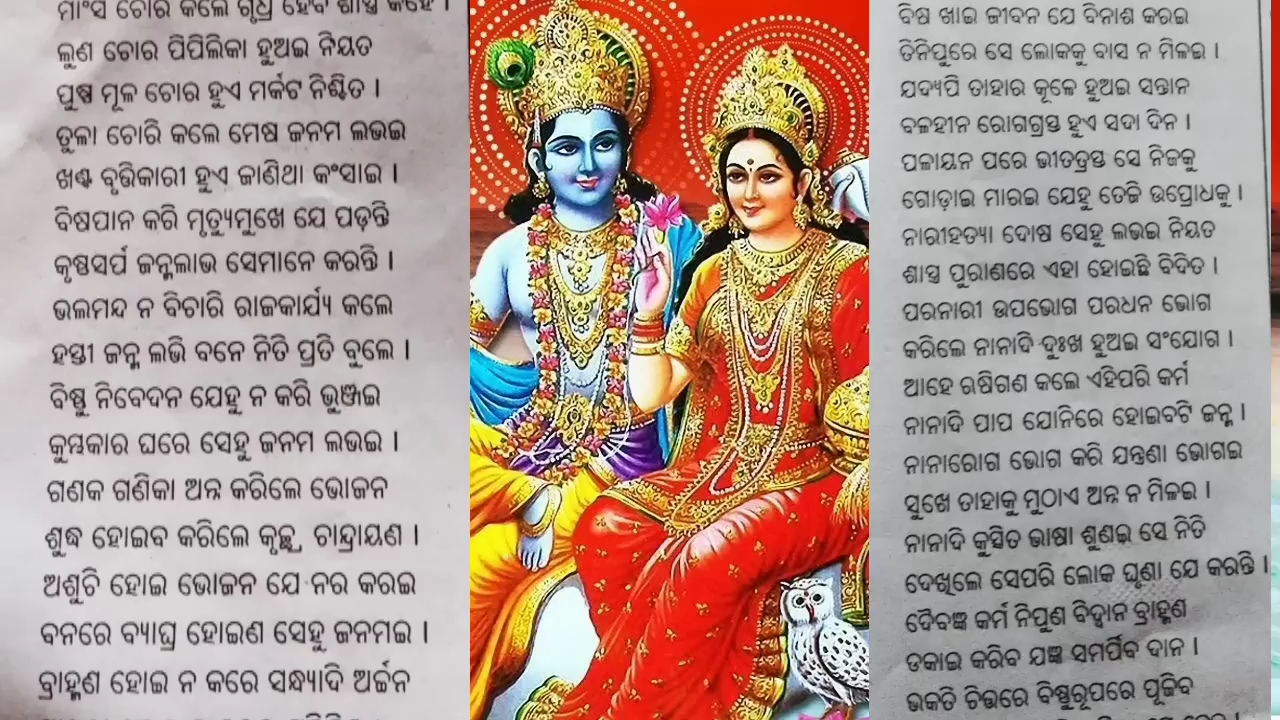 ମାଂସ ଚୋର କଲେ ଗୃଧ୍ର ହେବ ଶାସ୍ତ୍ର କହେ ।
ଲୁଣ ଚୋର ପିପିଲିକା ହୁଅଇ ନିୟତ
ପୁଷ୍ପ ମୂଳ ଚୋର ହୁଏ ମର୍କଟ ନିଶ୍ଚିତ ।
ତୁଳା ଚୋରି କଲେ ମେଷ ଜନମ ଲଭଇ
ଖଣ୍ଟ ବୃତ୍ତିକାରୀ ହୁଏ ଜାଣିଥା କଂସାଇ ।
ବିଷପାନ କରି ମୃତ୍ୟୁମୁଖେ ଯେ ପଡ଼ନ୍ତି
କୃଷ୍ଣସର୍ପ ଜନ୍ମଲାଭ ସେମାନେ କରନ୍ତି ।
ଭଲମନ୍ଦ ନ ବିଚାରି ରାଜକାର୍ଯ୍ୟ କଲେ
ହସ୍ତୀ ଜନ୍ମ ଲଭି ବନେ ନିତି ପ୍ରତି ବୁଲେ ।
ବିଷ୍ଣୁ ନିବେଦନ ଯେହୁ ନ କରି ଭୁଞ୍ଜଇ
କୁମ୍ଭକାର ଘରେ ସେହୁ ଜନମ ଲଭଇ ।
ଗଣକ ଗଣିକା ଅନ୍ନ କରିଲେ ଭୋଜନ
ଶୁଦ୍ଧ ହୋଇବ କରିଲେ କୃଚ୍ଛ୍ର ଚାନ୍ଦ୍ରାୟଣ ।
ଅଶୁଚି ହୋଇ ଭୋଜନ ଯେ ନର କରଇ
ବନରେ ବ୍ୟାଘ୍ର ହୋଇଣ ସେହୁ ଜନମଇ ।
ବ୍ରାହ୍ମଣ ହୋଇ ନ କରେ ସନ୍ଧ୍ୟାଦି ଅର୍ଚ୍ଚନ
ବିଷ ଖାଇ ଜୀବନ ଯେ ବିନାଶ କରଇ
ତିନିପୁରେ ସେ ଲୋକକୁ ବାସ ନ ମିଳଇ ।
ଯଦ୍ୟପି ତାହାର କୂଳେ ହୁଅଇ ସନ୍ତାନ
ବଳହୀନ ରୋଗଗ୍ରସ୍ତ ହୁଏ ସଦା ଦିନ ।
ପଳାୟନ ପରେ ଭୀତତ୍ରସ୍ତ ସେ ନିଜକୁ
ଗୋଡ଼ାଇ ମାରଇ ଯେହୁ ତେଜି ଉପ୍ରୋଧକୁ ।
ନାରୀହତ୍ୟା ଦୋଷ ସେହୁ ଲଭଇ ନିୟତ
ଶାସ୍ତ୍ର ପୁରାଣରେ ଏହା ହୋଇଛି ବିଦିତ ।
ପରନାରୀ ଉପଭୋଗ ପରଧନ ଭୋଗ
କରିଲେ ନାନାଦି ଦୁଃଖ ହୁଅଇ ସଂଯୋଗ ।
ଆହେ ଋଷିଗଣ କଲେ ଏହିପରି କର୍ମ
ନାନାଦି ପାପ ଯୋନିରେ ହୋଇବଟି ଜନ୍ମ ।
ନାନାରୋଗ ଭୋଗ କରି ଯନ୍ତ୍ରଣା ଭୋଗଇ
ସୁଖେ ତାହାକୁ ମୁଠାଏ ଅନ୍ନ ନ ମିଳଇ ।
ନାନାଦି କୁତ୍ସିତ ଭାଷା ଶୁଣଇ ସେ ନିତି
ଦେଖିଲେ ସେପରି ଲୋକ ଘୃଣା ଯେ କରନ୍ତି ।
ଦୈବଜ୍ଞ କର୍ମ ନିପୁଣ ବିଦ୍ୱାନ ବ୍ରାହ୍ମଣ
ଡକାଇ କରିବ ଯଜ୍ଞ ସମର୍ପିବ ଦାନ ।
ଭକତି ଚିତ୍ତରେ ବିଷ୍ଣୁରୂପରେ ପୂଜିବ